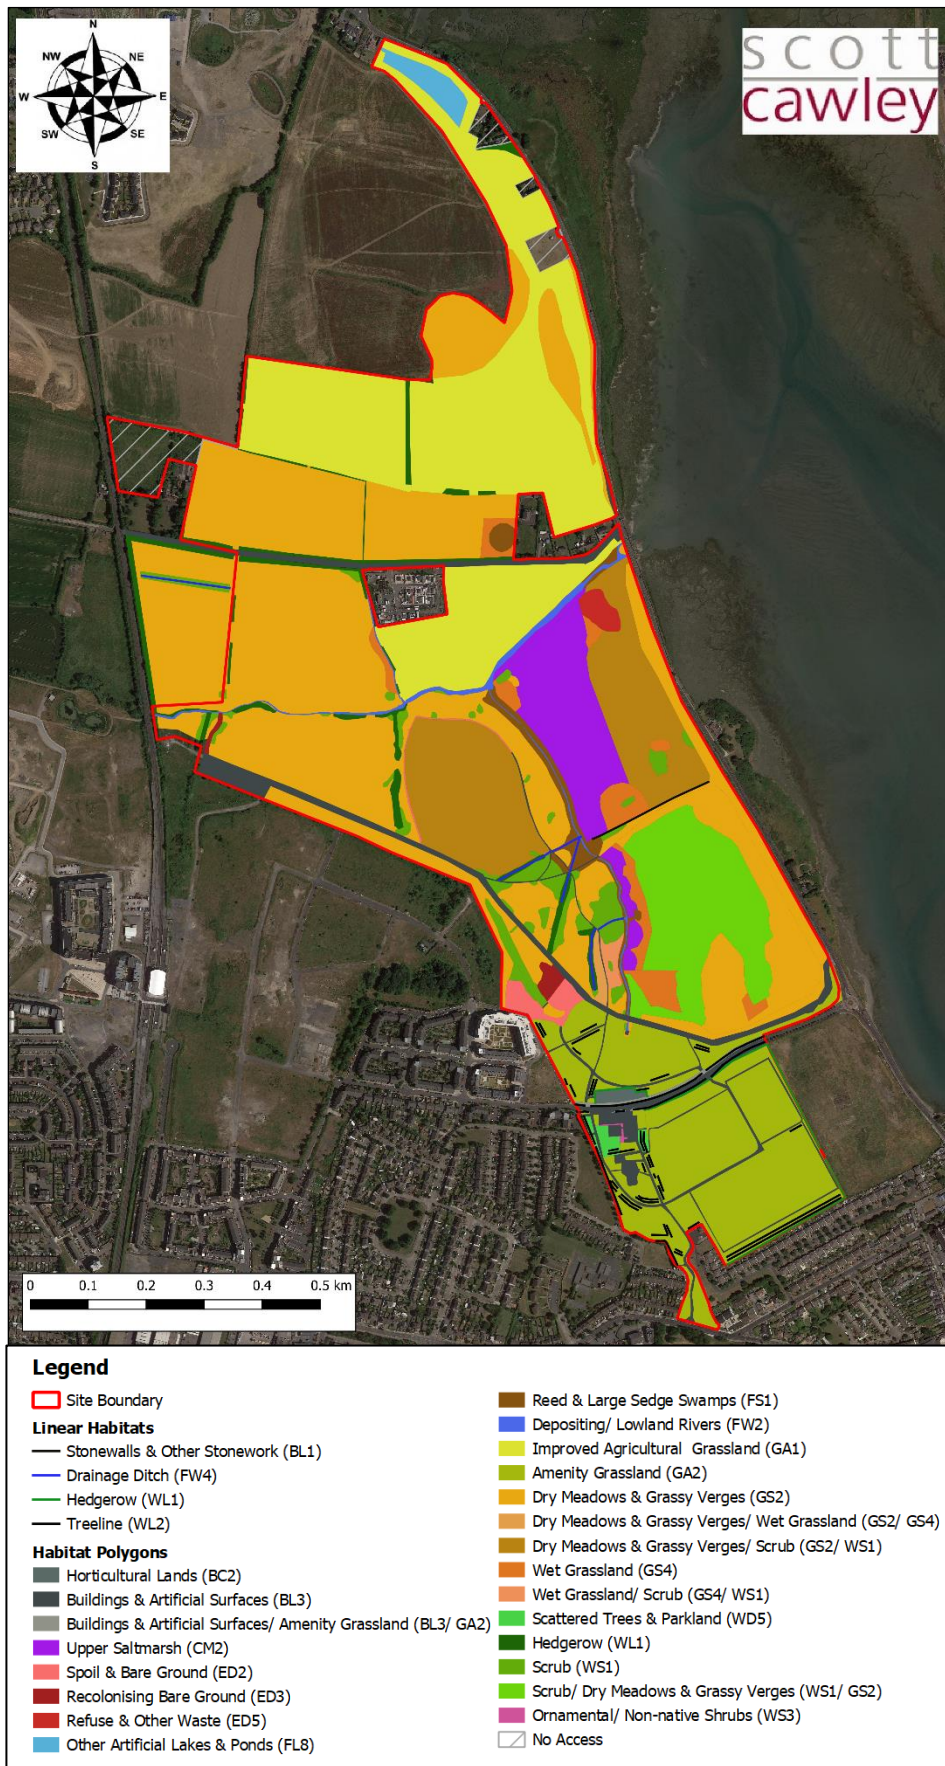 N
NW
NE
W
E
SW
SE
S
scott
cawley
0 0.1 0.2 0.3 0.4 0.5 km
Legend
Site Boundary
Linear Habitats
Stonewalls & Other Stonework (BL1)
Drainage Ditch (FW4)
Hedgerow (WL1)
Treeline (WL2)
Habitat Polygons
Horticultural Lands (BC2)
Buildings & Artificial Surfaces (BL3)
Buildings & Artificial Surfaces/ Amenity Grassland (BL3/ GA2)
Upper Saltmarsh (CM2)
Spoil & Bare Ground (ED2)
Recolonising Bare Ground (ED3)
Refuse & Other Waste (ED5)
Other Artificial Lakes & Ponds (FL8)
Reed & Large Sedge Swamps (FS1)
Depositing/ Lowland Rivers (FW2)
Improved Agricultural Grassland (GA1)
Amenity Grassland (GA2)
Dry Meadows & Grassy Verges (GS2)
Dry Meadows & Grassy Verges/ Wet Grassland (GS2/ GS4)
Dry Meadows & Grassy Verges/ Scrub (GS2/ WS1)
Wet Grassland (GS4)
Wet Grassland/ Scrub (GS4/ WS1)
Scattered Trees & Parkland (WD5)
Hedgerow (WL1)
Scrub (WS1)
Scrub/ Dry Meadows & Grassy Verges (WS1/ GS2)
Ornamental/ Non-native Shrubs (WS3)
No Access